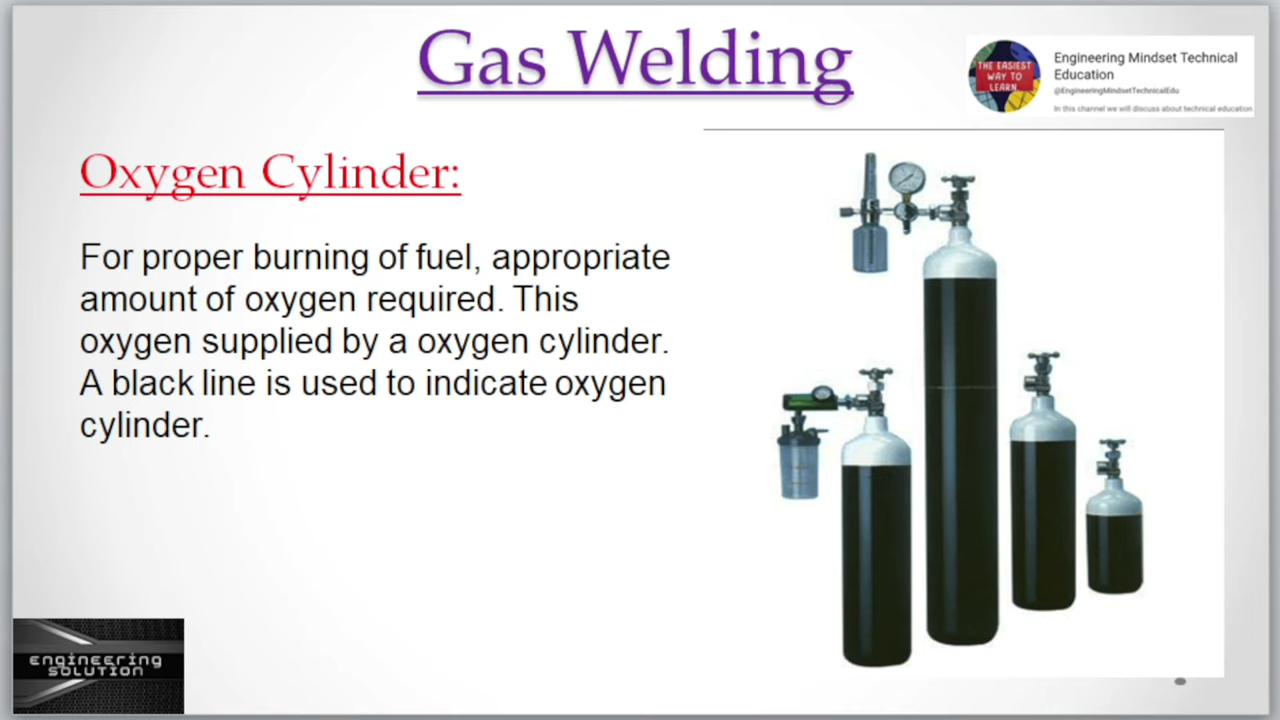 Gas Welding
THE EASIEST
WAY TO
LEARN
Engineering Mindset Technical
Education
@EngineeringMindsetTechnicalEdu
In this channel we will discuss about technical education
Oxygen Cylinder:
For proper burning of fuel, appropriate
amount of oxygen required. This
oxygen supplied by a oxygen cylinder.
A black line is used to indicate oxygen
cylinder.
engineering
SOLUTION